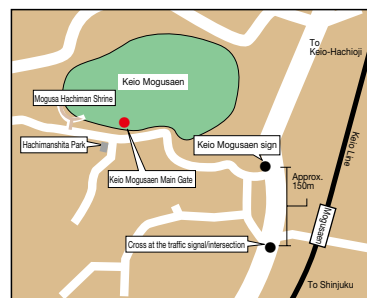 To
Keio-Hachioji
Keio Mogusaen
Mogusa Hachiman Shrine
Hachimanshita Park
Keio Mogusaen sign
Keio Mogusaen Main Gate
Approx.
150m
Keio Line
Mogusaen
Cross at the traffic signal/intersection
To Shinjuku